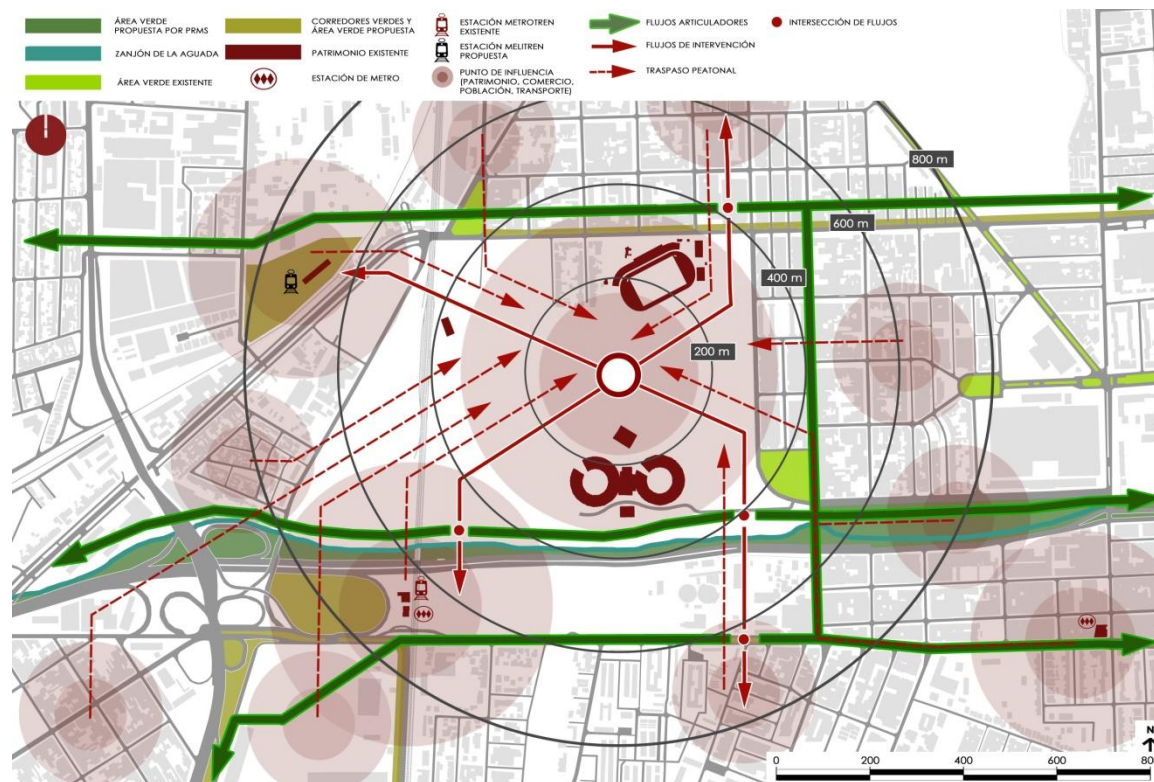 ÁREA VERDE
PROPUESTA POR PRMS
ZANJÓN DE LA AGUADA
ÁREA VERDE EXISTENTE
CORREDORES VERDES Y
ÁREA VERDE PROPUESTA
PATRIMONIO EXISTENTE
ESTACIÓN DE METRO
ESTACIÓN METROTREN
EXISTENTE
ESTACIÓN MELITREN
PROPUESTA
PUNTO DE INFLUENCIA
(PATRIMONIO, COMERCIO,
POBLACIÓN, TRANSPORTE)
FLUJOS ARTICULADORES
FLUJOS DE INTERVENCIÓN
TRASPASO PEATONAL
INTERSECCIÓN DE FLUJOS
800 m
600 m
400 m
200 m
N
0 200 400 600 80